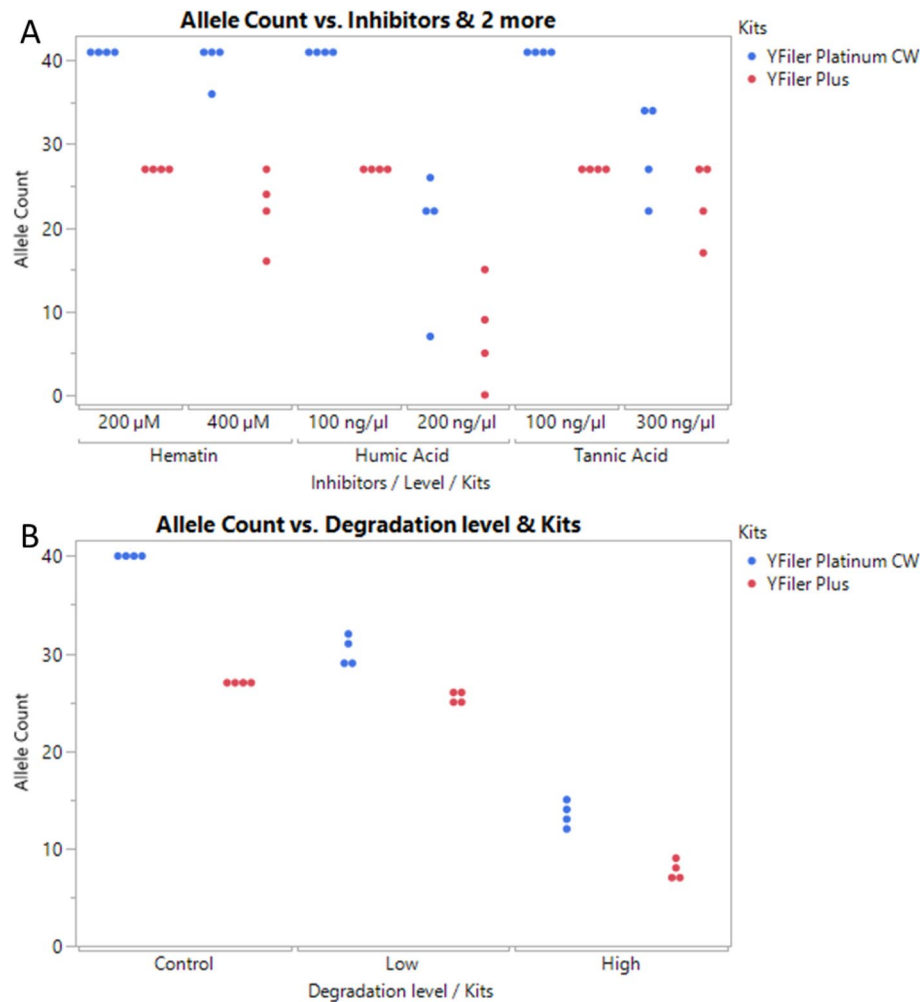 A
Allele Count vs. Inhibitors & 2 more
Kits
YFiler Platinum CW
YFiler Plus
Allele Count
40
30
20
10
0
200 µM 400 µM 100 ng/µl 200 ng/µl 100 ng/µl 300 ng/µl
Hematin Humic Acid Tannic Acid
Inhibitors / Level / Kits
B
Allele Count vs. Degradation level & Kits
Kits
YFiler Platinum CW
YFiler Plus
Allele Count
40
30
20
10
0
Control Low High
Degradation level / Kits